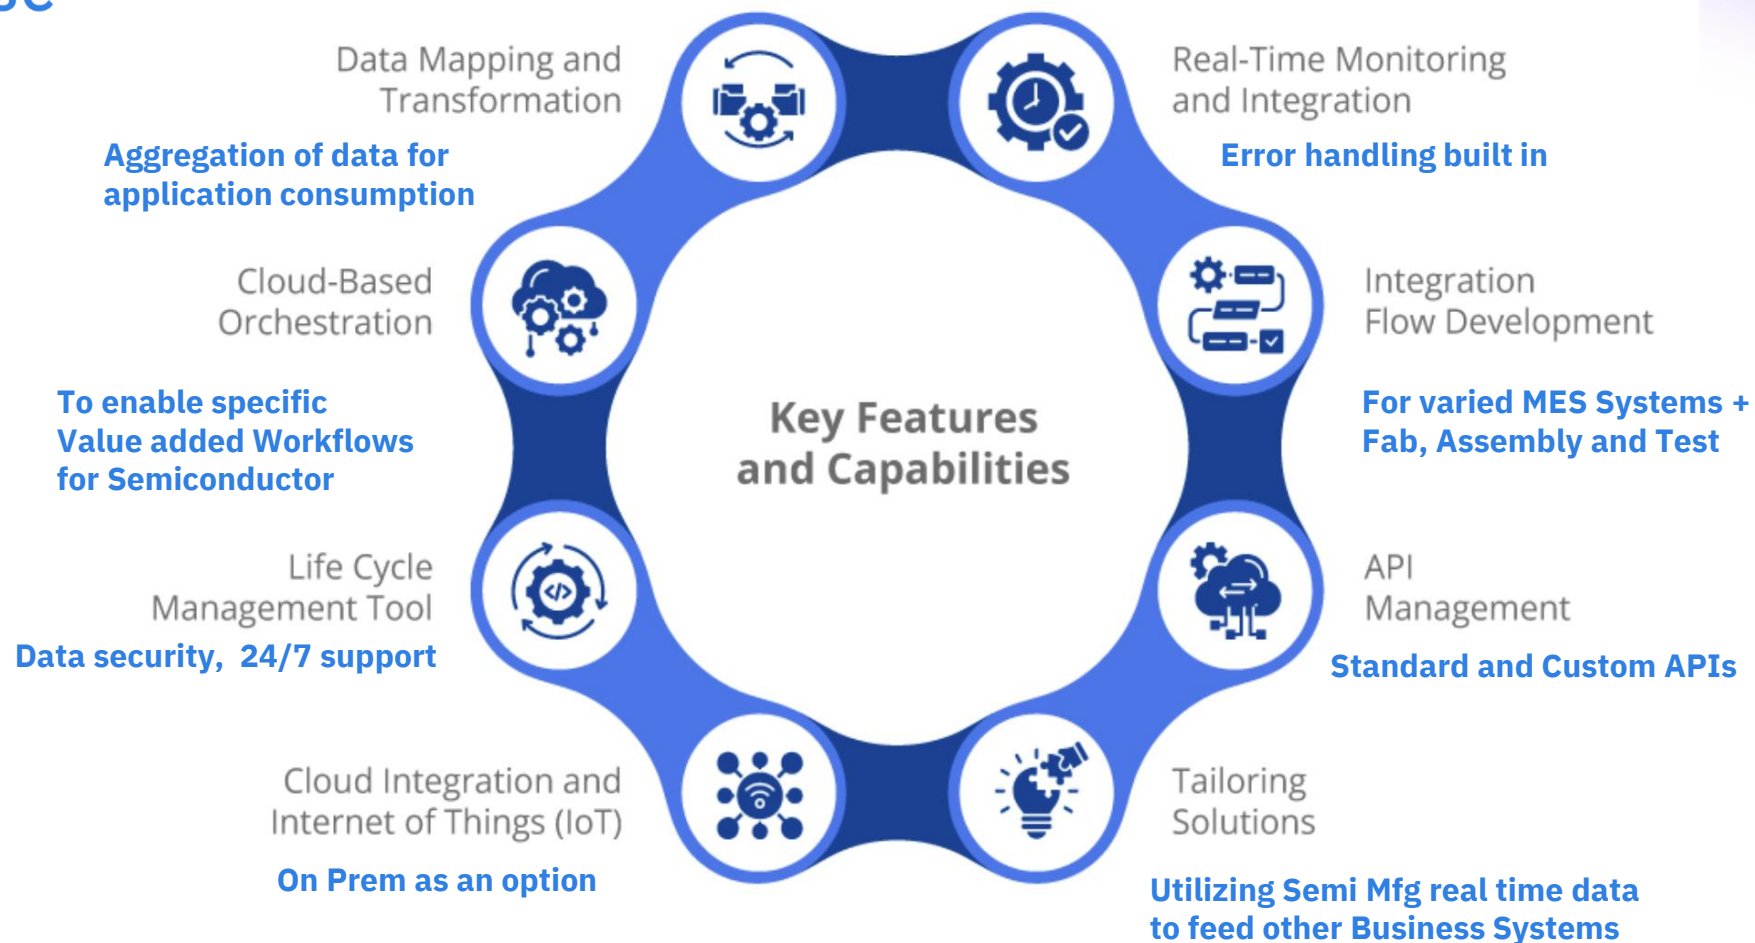 Data Mapping and
Transformation
Aggregation of data for
application consumption
Real-Time Monitoring
and Integration
Error handling built in
Cloud-Based
Orchestration
To enable specific
Value added Workflows
for Semiconductor
Integration
Flow Development
For varied MES Systems +
Fab, Assembly and Test
Key Features
and Capabilities
Life Cycle
Management Tool
Data security,  24/7 support
API
Management
Standard and Custom APIs
Cloud Integration and
Internet of Things (IoT)
On Prem as an option
Tailoring
Solutions
Utilizing Semi Mfg real time data
to feed other Business Systems